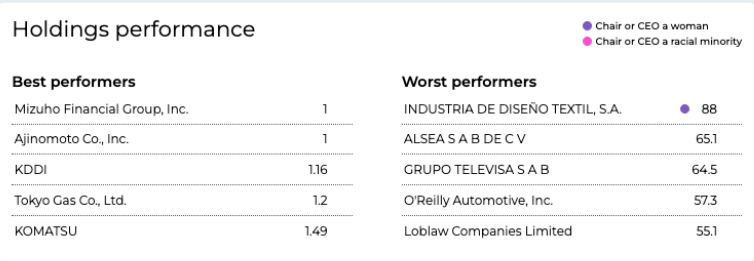 Holdings performance
Chair or CEO a woman
Chair or CEO a racial minority
Best performers
Mizuho Financial Group, Inc. 1
Ajinomoto Co., Inc. 1
KDDI 1.16
Tokyo Gas Co., Ltd. 1.2
KOMATSU 1.49
Worst performers
INDUSTRIA DE DISEÑO TEXTIL, S.A. 88
ALSEA S A B DE C V 65.1
GRUPO TELEVISA S A B 64.5
O'Reilly Automotive, Inc. 57.3
Loblaw Companies Limited 55.1